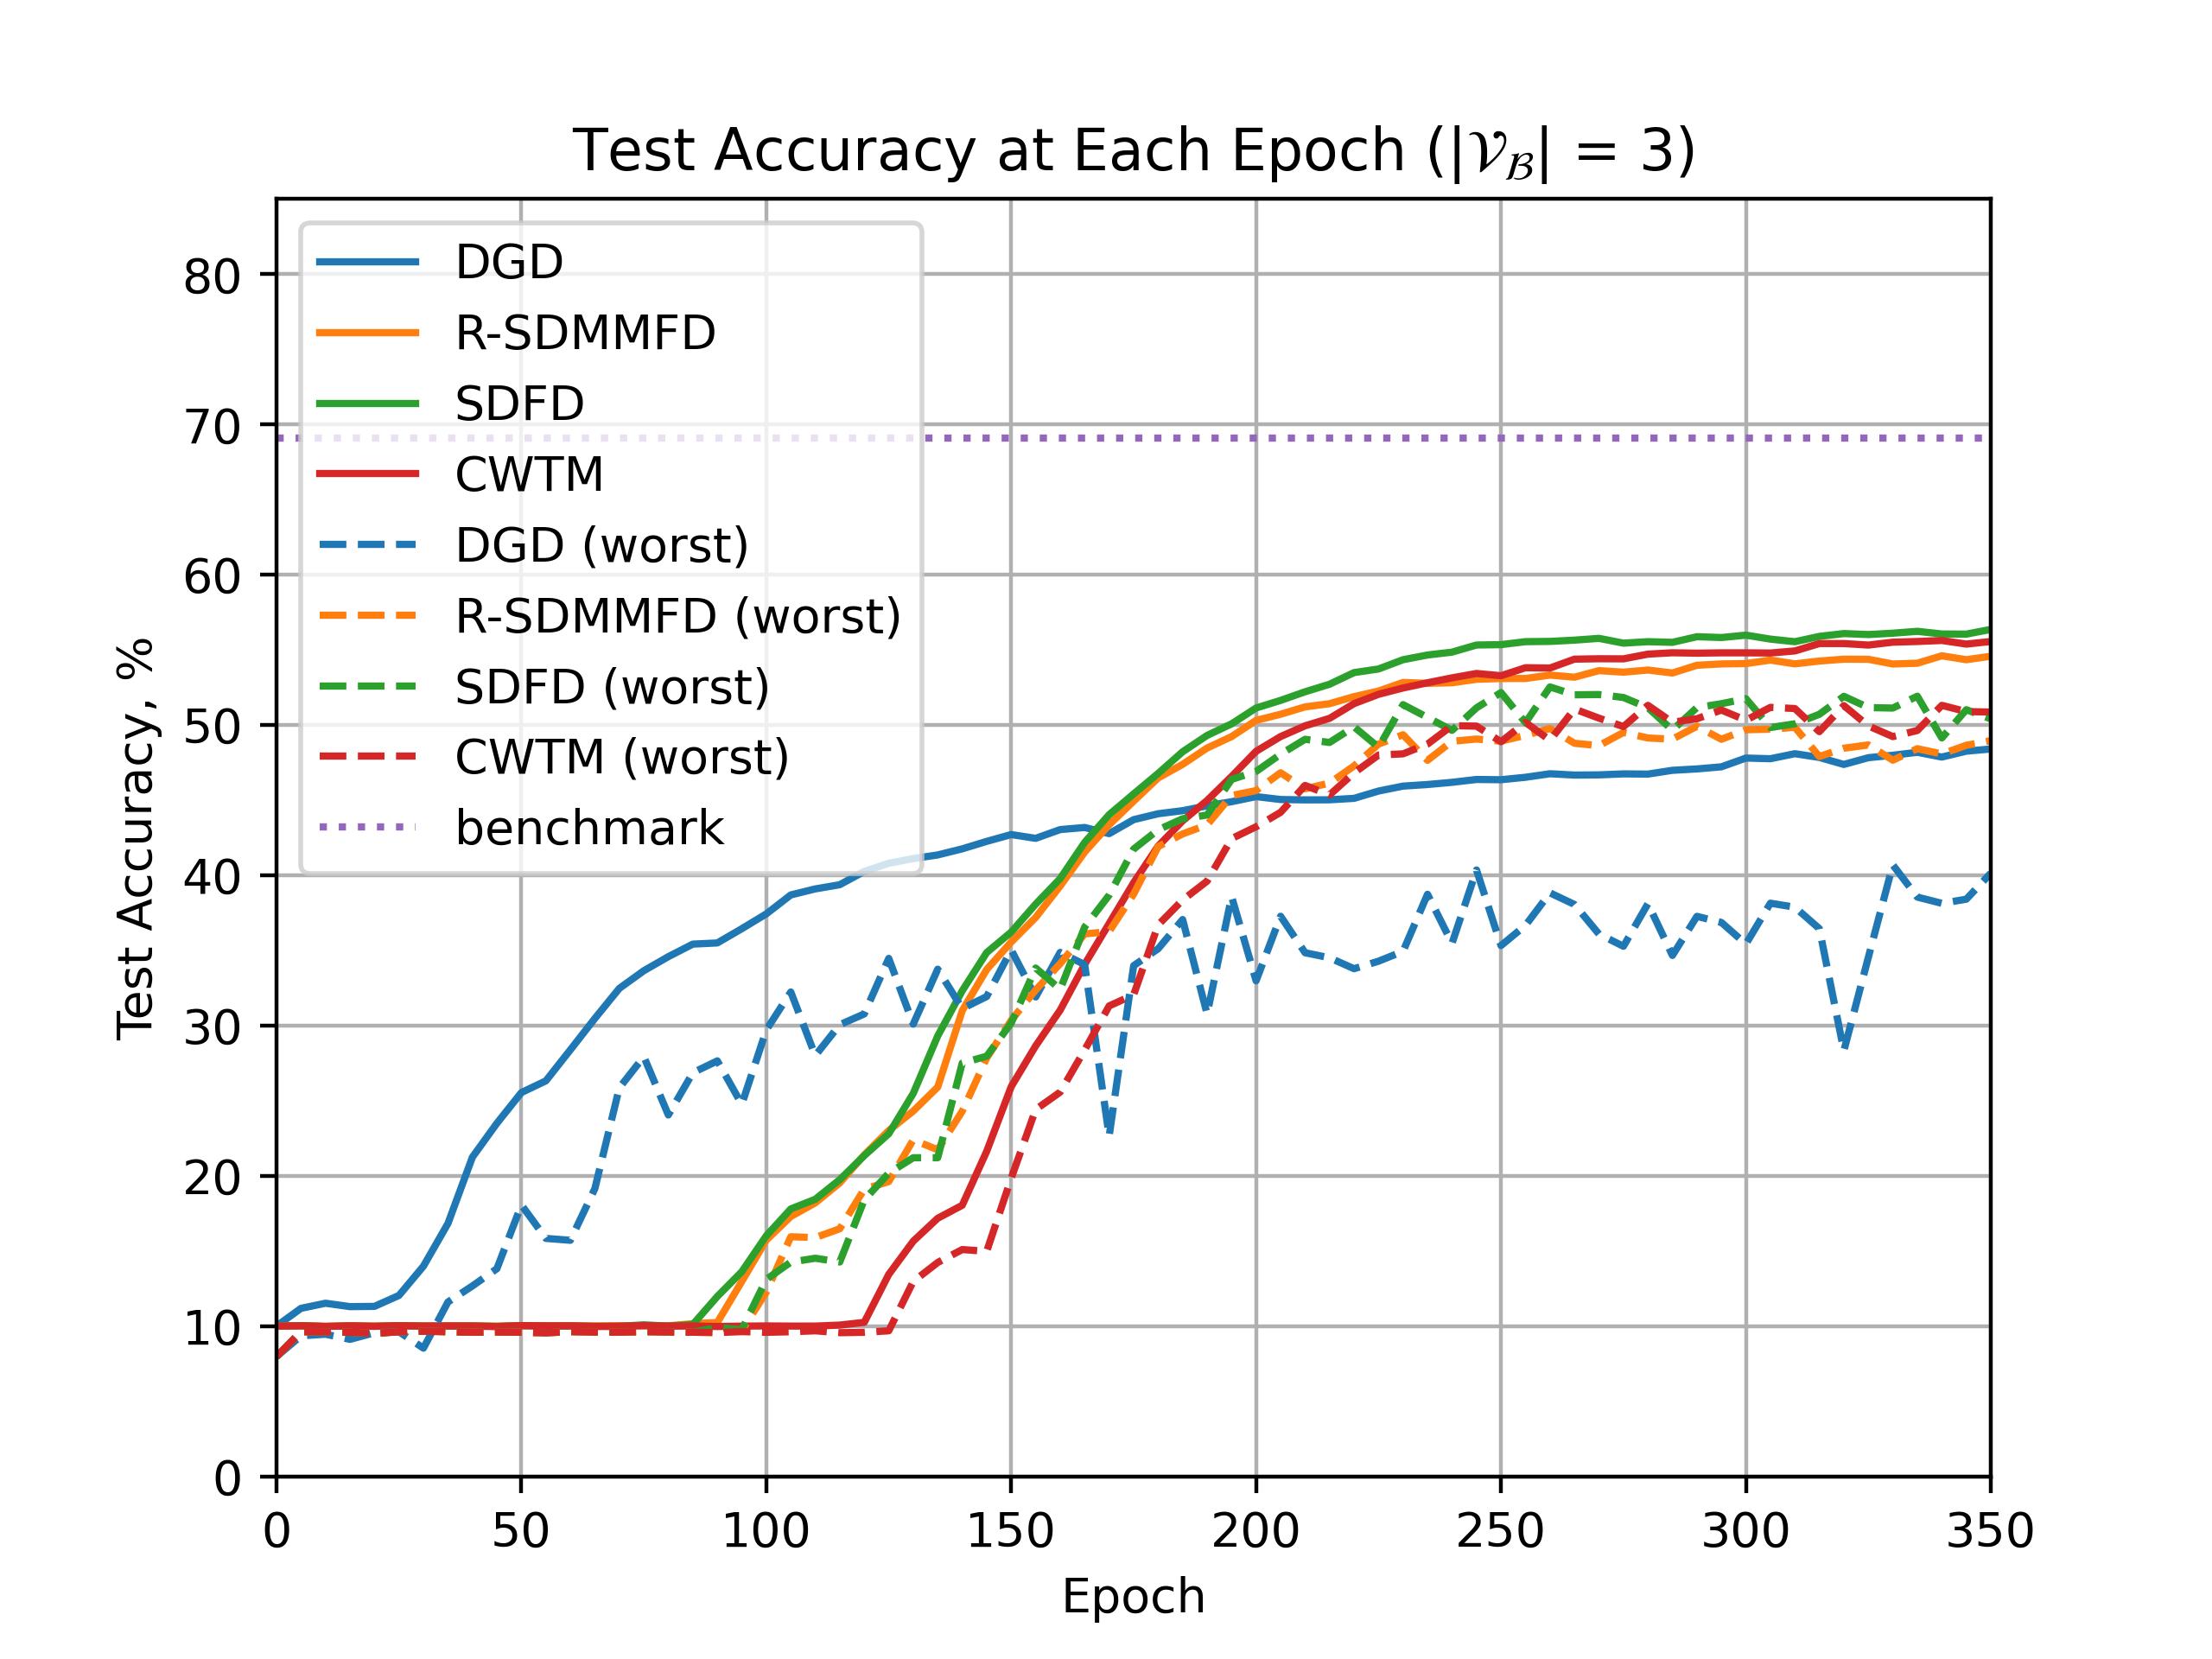 Test Accuracy at Each Epoch (|𝒱_ℬ| = 3)
DGD
R-SDMMFD
SDFD
CWTM
DGD (worst)
R-SDMMFD (worst)
SDFD (worst)
CWTM (worst)
benchmark
Test Accuracy, %
80
70
60
50
40
30
20
10
0
0 50 100 150 200 250 300 350
Epoch